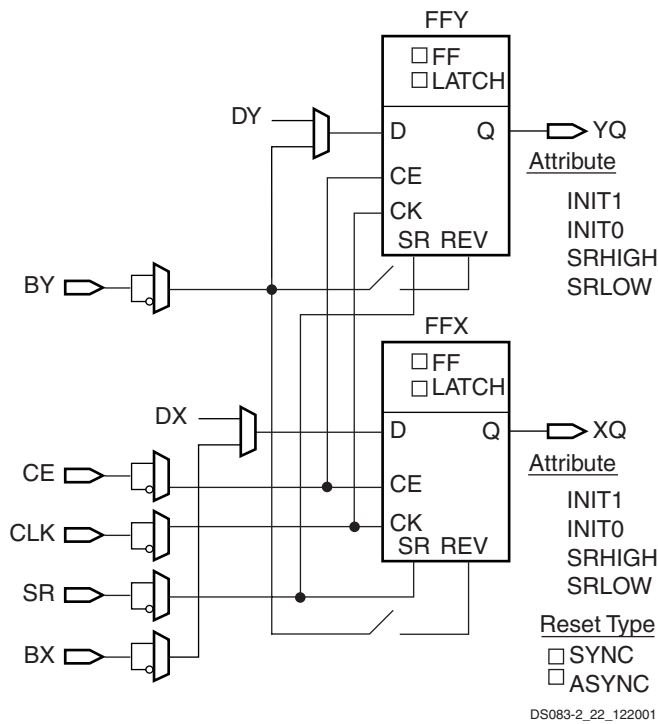 FFY
FF
LATCH
DY
D
Q
YQ
Attribute
CE
INIT1
CK
INIT0
SR REV
SRHIGH
BY
SRLOW
FFX
FF
LATCH
DX
D
Q
XQ
Attribute
CE
CE
INIT1
CLK
CK
INIT0
SR REV
SRHIGH
SR
SRLOW
Reset Type
BX
SYNC
ASYNC
DS083-2_22_122001